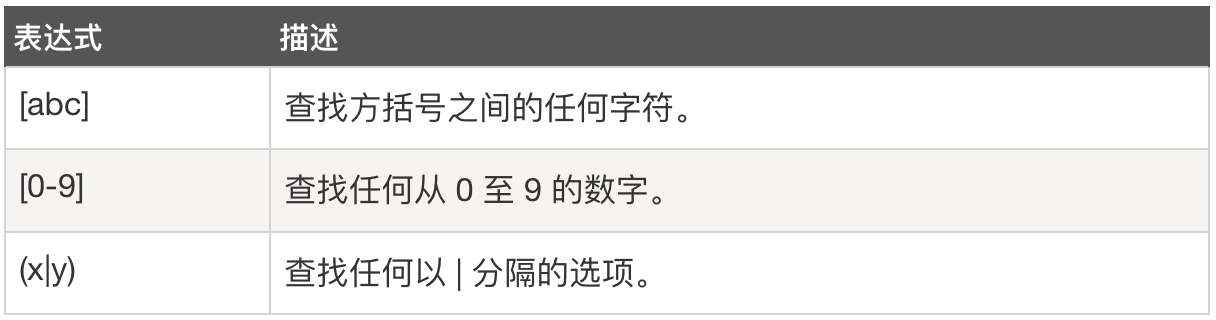 表达式 描述
[abc] 查找方括号之间的任何字符。
[0-9] 查找任何从 0 至 9 的数字。
(x|y) 查找任何以 | 分隔的选项。